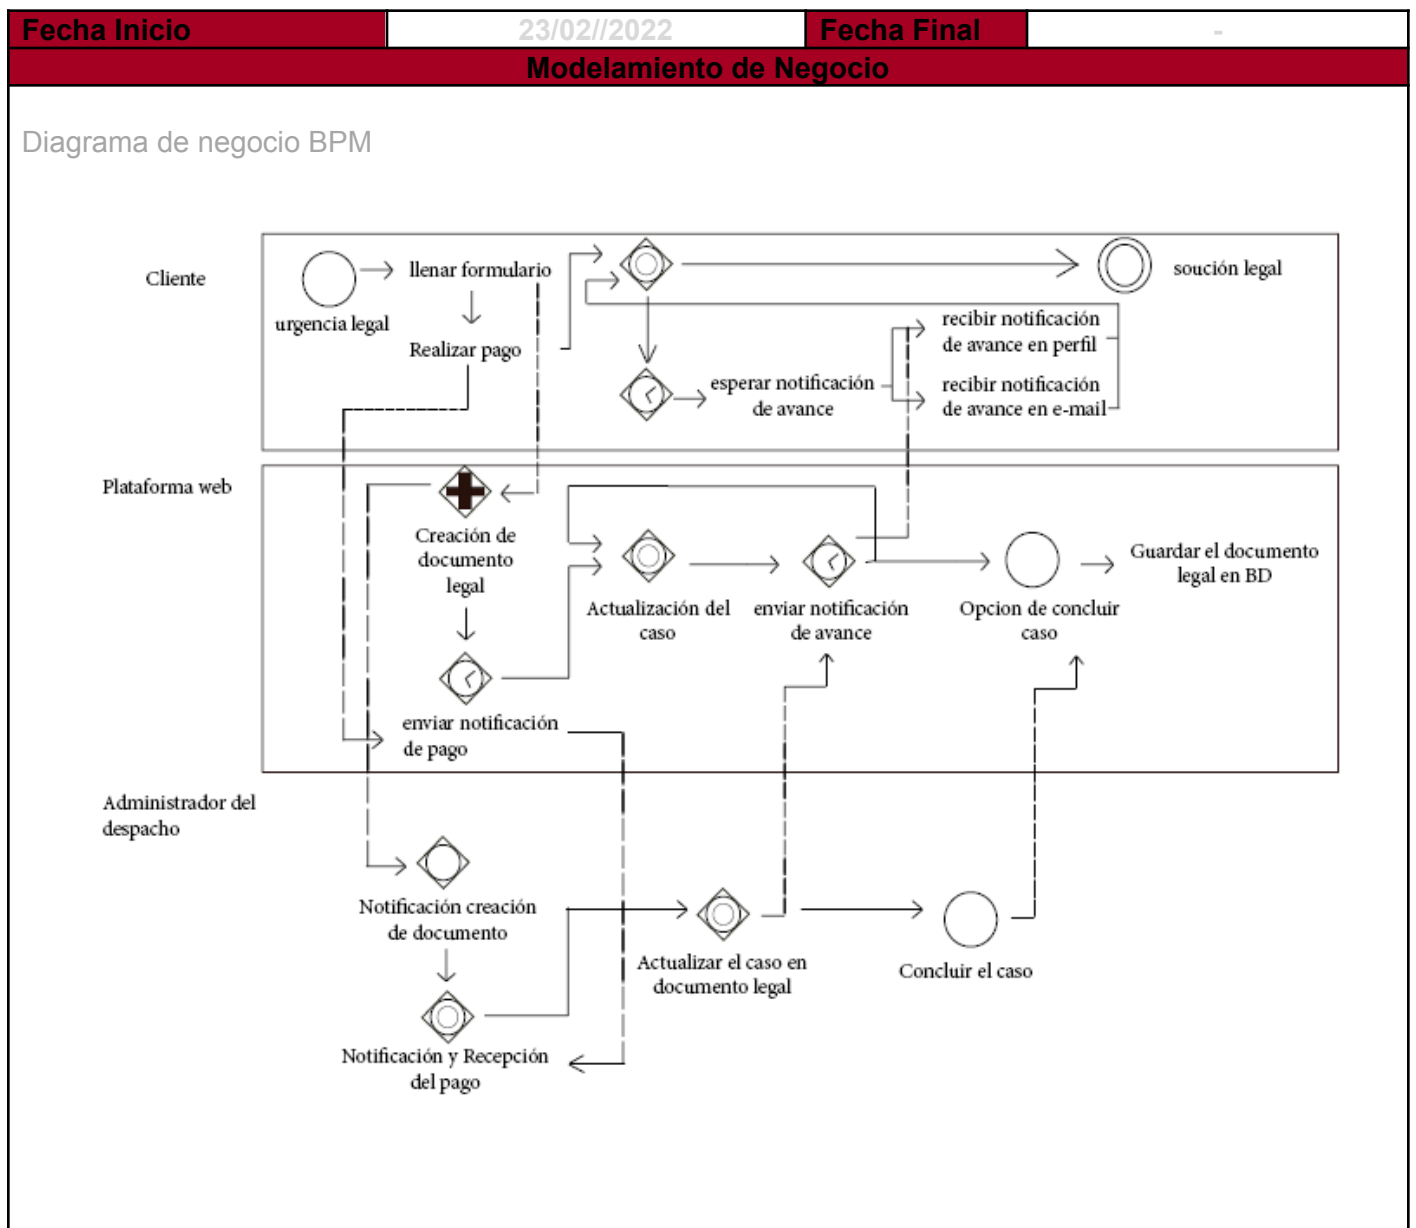 Fecha Inicio
23/02//2022
Fecha Final
-
Modelamiento de Negocio
Diagrama de negocio BPM
Cliente
urgencia legal
llenar formulario
Realizar pago
soución legal
esperar notificación
de avance
recibir notificación
de avance en perfil
recibir notificación
de avance en e-mail
Plataforma web
Creación de
documento
legal
enviar notificación
de pago
Actualización del
caso
enviar notificación
de avance
Opcion de concluir
caso
Guardar el documento
legal en BD
Administrador del
despacho
Notificación creación
de documento
Notificación y Recepción
del pago
Actualizar el caso en
documento legal
Concluir el caso